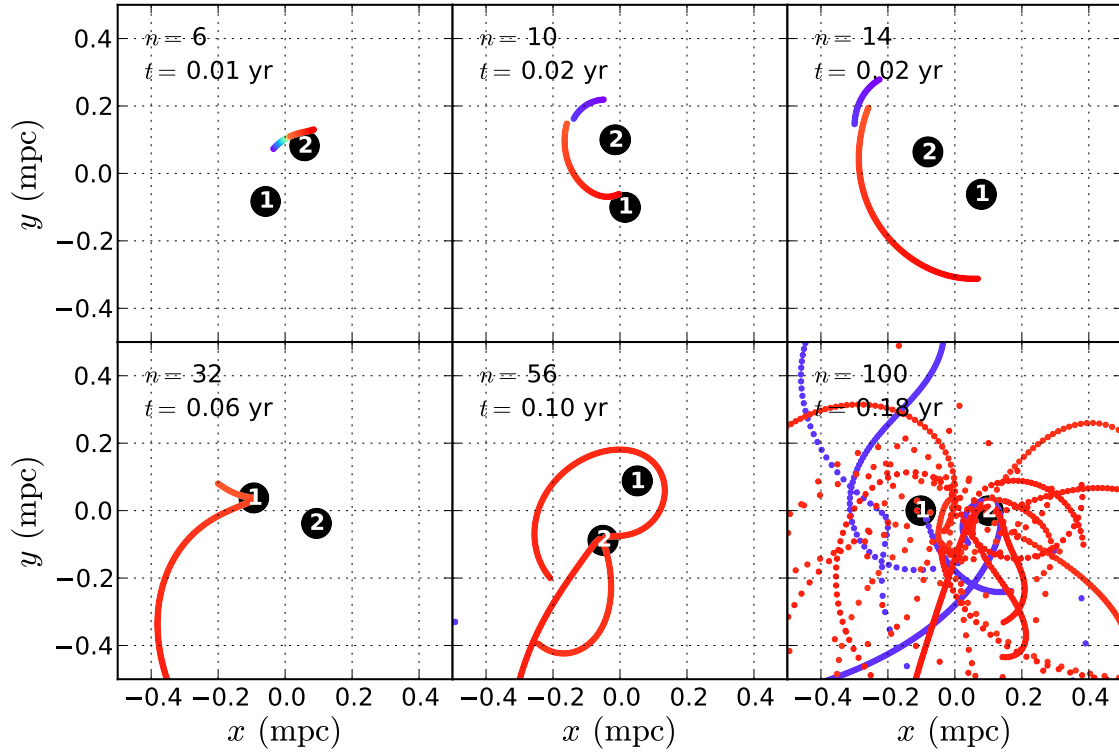 n = 6
t = 0.01 yr
n = 10
t = 0.02 yr
n = 14
t = 0.02 yr
0.4
0.2
0.0
−0.2
−0.4
y (mpc)
2
1
2
1
2
1
n = 32
t = 0.06 yr
n = 56
t = 0.10 yr
n = 100
t = 0.18 yr
0.4
0.2
0.0
−0.2
−0.4
y (mpc)
1
2
1
2
1
2
−0.4 −0.2 0.0 0.2 0.4
−0.4 −0.2 0.0 0.2 0.4
−0.4 −0.2 0.0 0.2 0.4
x (mpc)
x (mpc)
x (mpc)